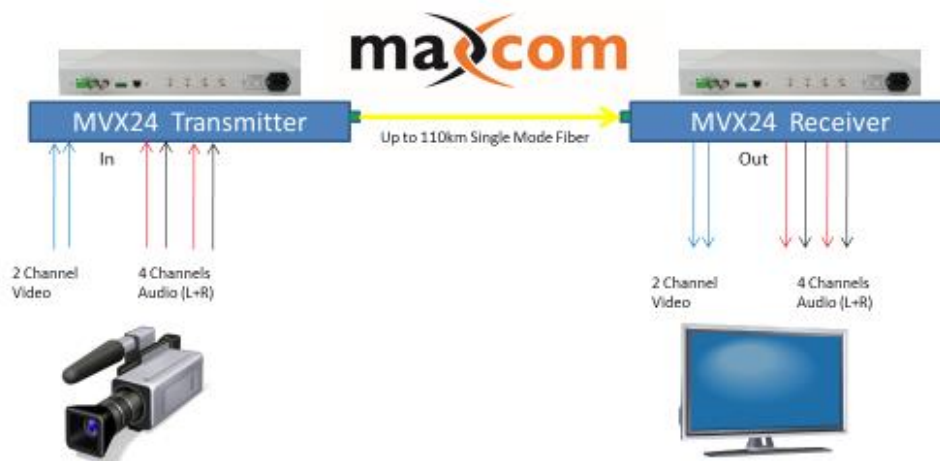 maxcom
MVX24 Transmitter
MVX24 Receiver
Up to 110km Single Mode Fiber
In
Out
2 Channel
Video
4 Channels
Audio (L+R)
2 Channel
Video
4 Channels
Audio (L+R)